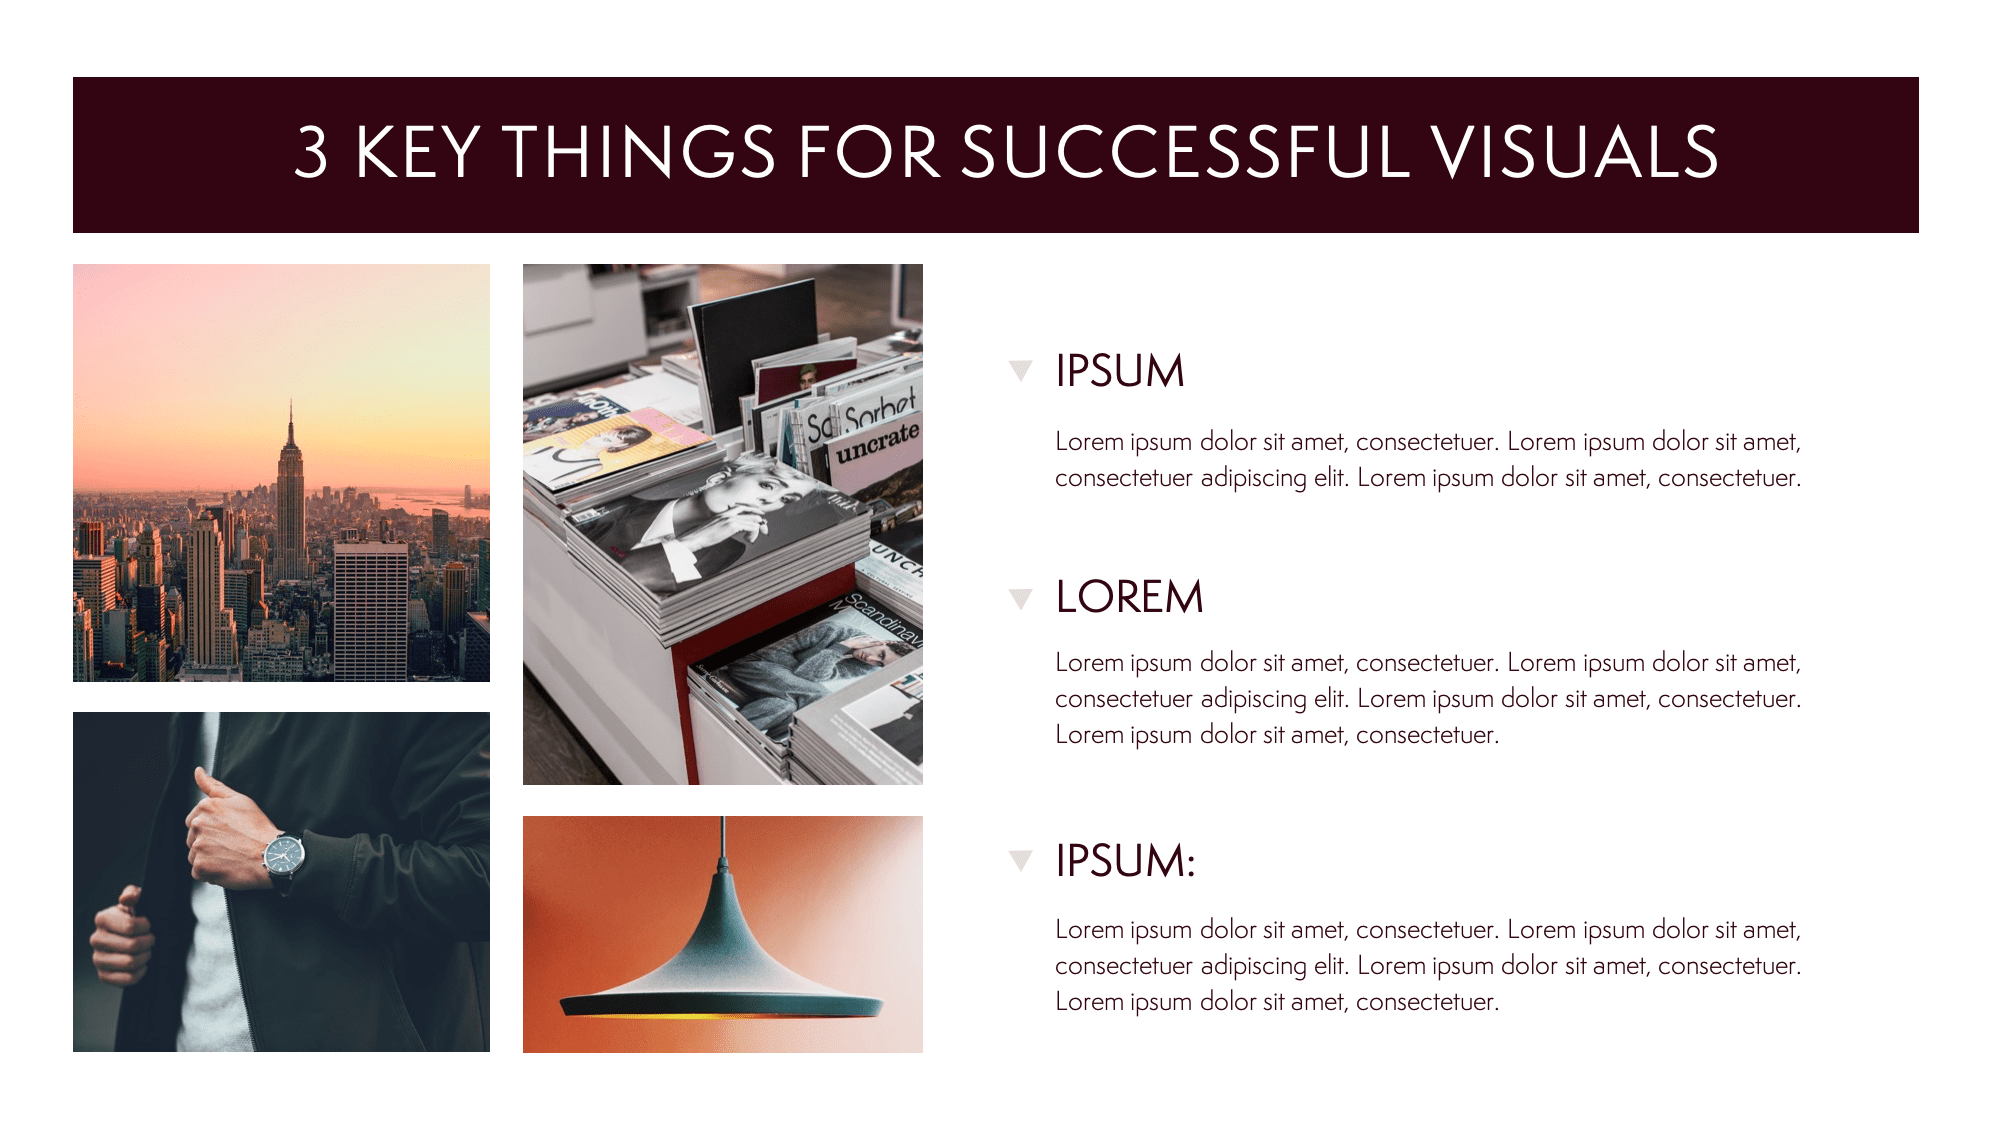 3 KEY THINGS FOR SUCCESSFUL VISUALS
Sorbet
uncrate
Scandinav
IPSUM
Lorem ipsum dolor sit amet, consectetuer. Lorem ipsum dolor sit amet,
consectetuer adipiscing elit. Lorem ipsum dolor sit amet, consectetuer.
LOREM
Lorem ipsum dolor sit amet, consectetuer. Lorem ipsum dolor sit amet,
consectetuer adipiscing elit. Lorem ipsum dolor sit amet, consectetuer.
Lorem ipsum dolor sit amet, consectetuer.
IPSUM:
Lorem ipsum dolor sit amet, consectetuer. Lorem ipsum dolor sit amet,
consectetuer adipiscing elit. Lorem ipsum dolor sit amet, consectetuer.
Lorem ipsum dolor sit amet, consectetuer.